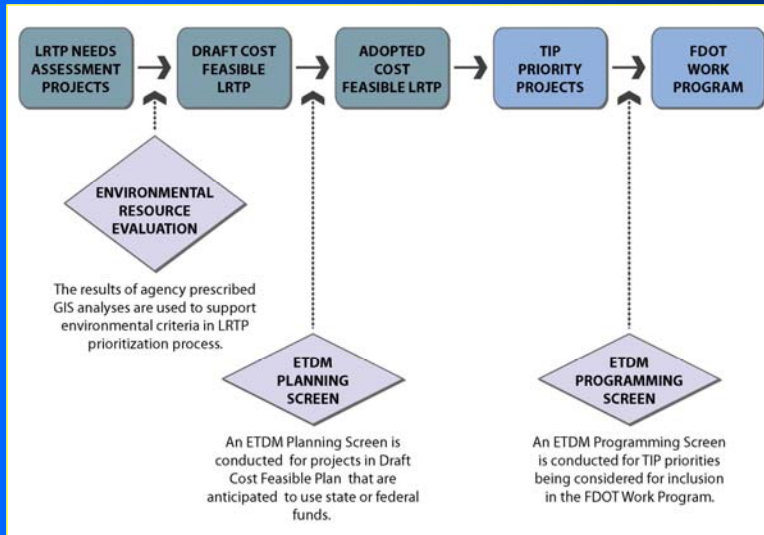 LRTP NEEDS
ASSESSMENT
PROJECTS
DRAFT COST
FEASIBLE
LRTP
ADOPTED
COST
FEASIBLE LRTP
TIP
PRIORITY
PROJECTS
FDOT
WORK
PROGRAM
ENVIRONMENTAL
RESOURCE
EVALUATION
The results of agency prescribed
GIS analyses are used to support
environmental criteria in LRTP
prioritization process.
ETDM
PLANNING
SCREEN
An ETDM Planning Screen is
conducted for projects in Draft
Cost Feasible Plan that are
anticipated to use state or federal
funds.
ETDM
PROGRAMMING
SCREEN
An ETDM Programming Screen
is conducted for TIP priorities
being considered for inclusion
in the FDOT Work Program.